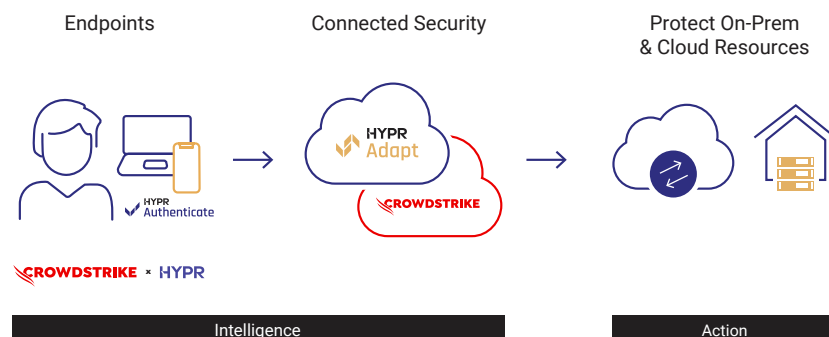 Endpoints
Connected Security
Protect On-Prem
& Cloud Resources
HYPR
Authenticate
HYPR
Adapt
CROWDSTRIKE
CROWDSTRIKE × HYPR
Intelligence
Action